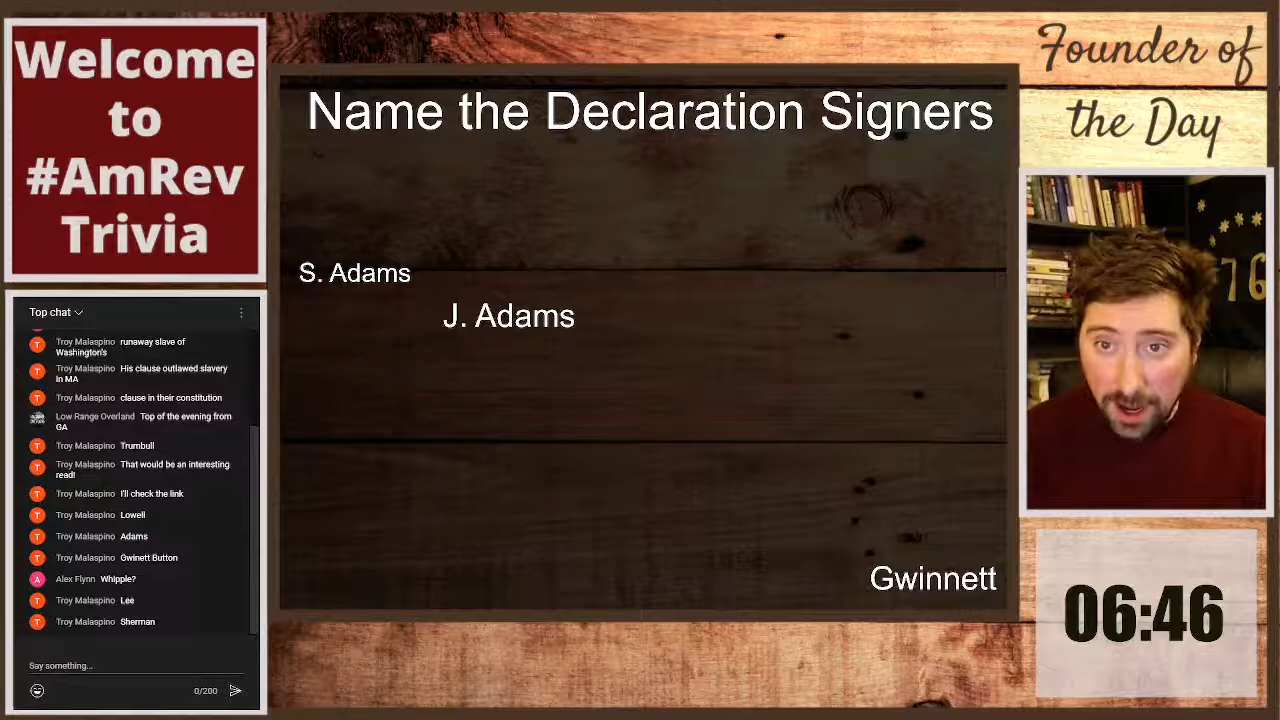 Welcome
to
#AmRev
Trivia
Top chat
Troy Malaspino runaway slave of
Washington's
Troy Malaspino His clause outlawed slavery
in MA
Troy Malaspino clause in their constitution
Low Range Overland Top of the evening from
GA
Troy Malaspino Trumbull
Troy Malaspino That would be an interesting
read!
Troy Malaspino I'll check the link
Troy Malaspino Lowell
Troy Malaspino Adams
Troy Malaspino Gwinett Button
Alex Flynn Whipple?
Troy Malaspino Lee
Troy Malaspino Sherman
Say something...
0/200
Name the Declaration Signers
S. Adams
J. Adams
Gwinnett
Founder of
the Day
76
06:46